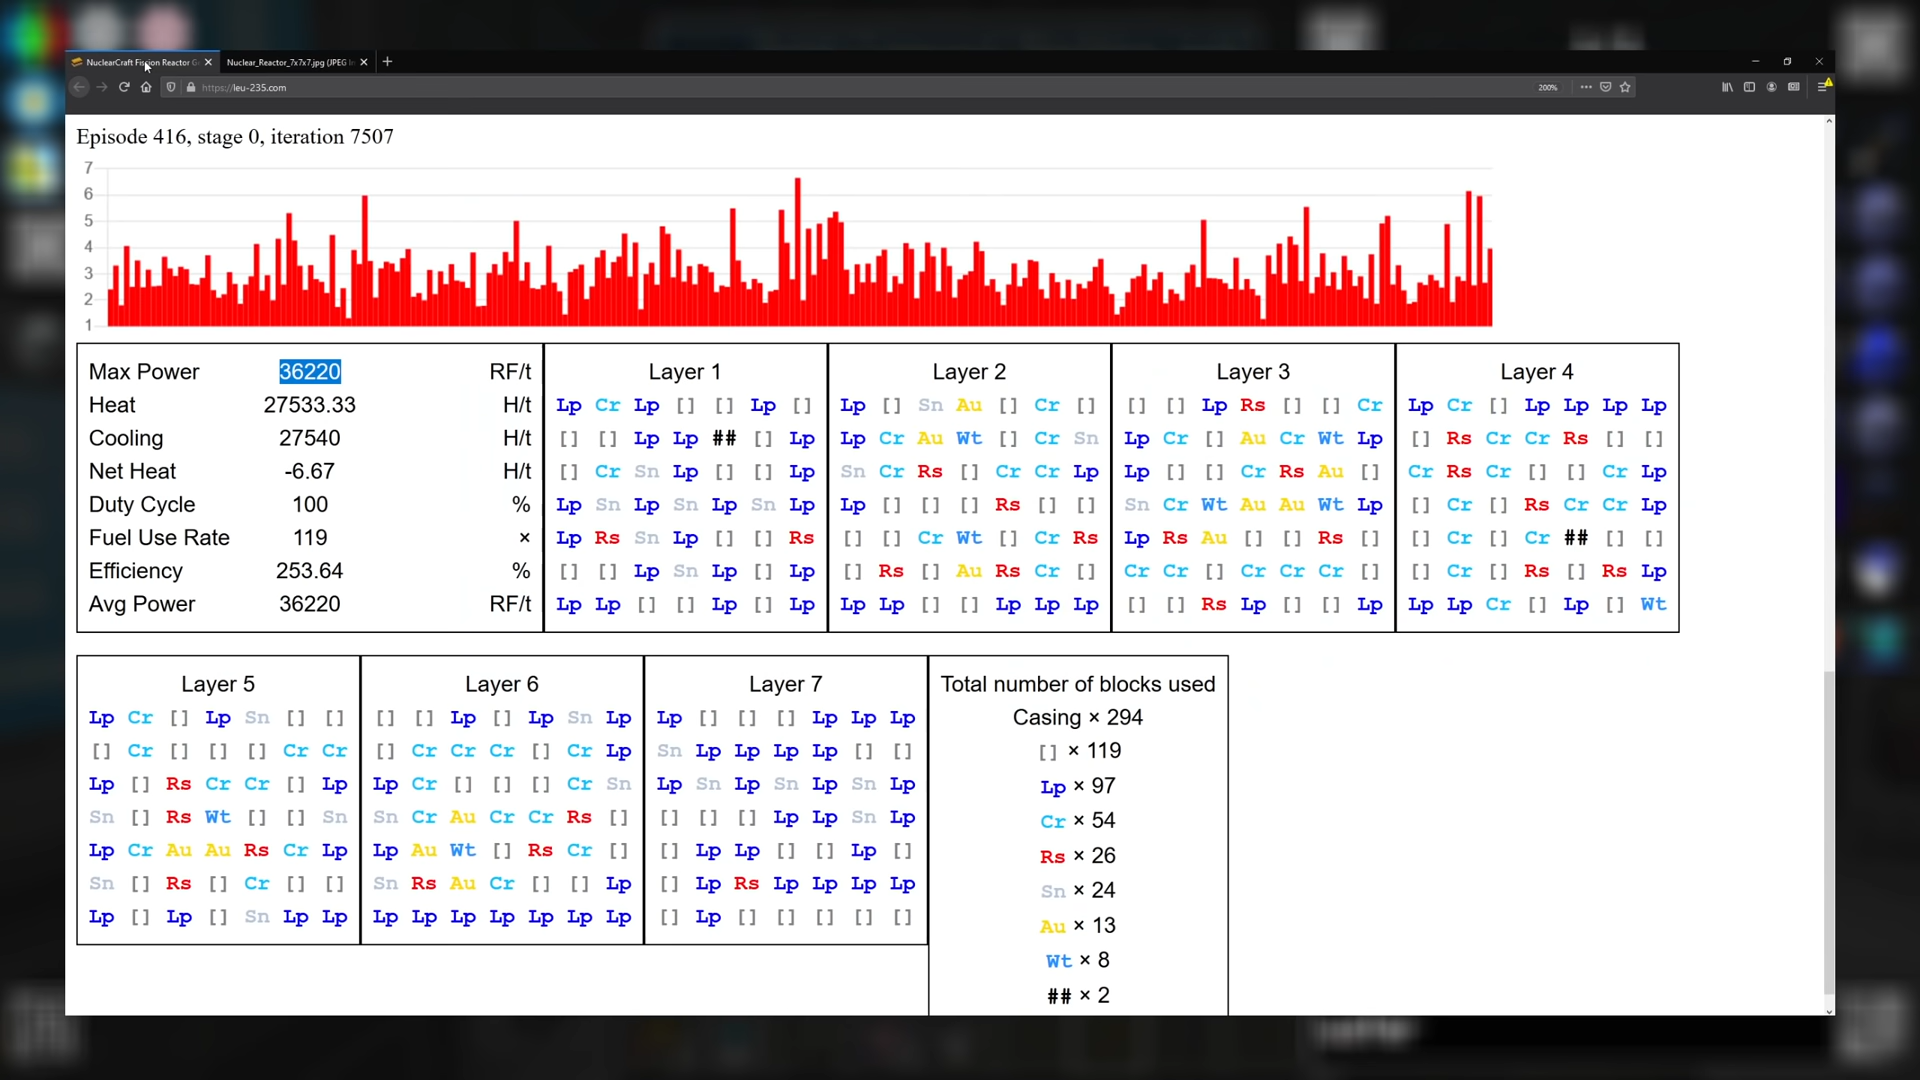 NuclearCraft Fission Reactor G
Nuclear_Reactor_7x7x7.jpg (JPEG I
https://leu-235.com
200%
Episode 416, stage 0, iteration 7507
7
6
5
4
3
2
1
Max Power 36220 RF/t
Heat 27533.33 H/t
Cooling 27540 H/t
Net Heat -6.67 H/t
Duty Cycle 100 %
Fuel Use Rate 119 ×
Efficiency 253.64 %
Avg Power 36220 RF/t
Layer 1
Lp Cr Lp [] [] Lp []
[] [] Lp Lp ## [] Lp
[] Cr Sn Lp [] [] Lp
Lp Sn Lp Sn Lp Sn Lp
Lp Rs Sn Lp [] [] Rs
[] [] Lp Sn Lp [] Lp
Lp Lp [] [] Lp [] Lp
Layer 2
Lp [] Sn Au [] Cr []
Lp Cr Au Wt [] Cr Sn
Sn Cr Rs [] Cr Cr Lp
Lp [] [] [] Rs [] []
[] [] Cr Wt [] Cr Rs
[] Rs [] Au Rs Cr []
Lp Lp [] [] Lp Lp Lp
Layer 3
[] [] Lp Rs [] [] Cr
Lp Cr [] Au Cr Wt Lp
Lp [] [] Cr Rs Au []
Sn Cr Wt Au Au Wt Lp
Lp Rs Au [] [] Rs []
Cr Cr [] Cr Cr Cr []
[] [] Rs Lp [] [] Lp
Layer 4
Lp Cr [] Lp Lp Lp Lp
[] Rs Cr Cr Rs [] []
Cr Rs Cr [] [] Cr Lp
[] Cr [] Rs Cr Cr Lp
[] Cr [] Cr ## [] []
[] Cr [] Rs [] Rs Lp
Lp Lp Cr [] Lp [] Wt
Layer 5
Lp Cr [] Lp Sn [] []
[] Cr [] [] [] Cr Cr
Lp [] Rs Cr Cr [] Lp
Sn [] Rs Wt [] [] Sn
Lp Cr Au Au Rs Cr Lp
Sn [] Rs [] Cr [] []
Lp [] Lp [] Sn Lp Lp
Layer 6
[] [] Lp [] Lp Sn Lp
[] Cr Cr Cr [] Cr Lp
Lp Cr [] [] [] Cr Sn
Sn Cr Au Cr Cr Rs []
Lp Au Wt [] Rs Cr []
Sn Rs Au Cr [] [] Lp
Lp Lp Lp Lp Lp Lp Lp
Layer 7
Lp [] [] [] Lp Lp Lp
Sn Lp Lp Lp Lp [] []
Lp Sn Lp Sn Lp Sn Lp
[] [] [] Lp Lp Sn Lp
[] Lp Lp [] [] Lp []
[] Lp Rs Lp Lp Lp Lp
[] Lp [] [] [] [] []
Total number of blocks used
Casing × 294
[] × 119
Lp × 97
Cr × 54
Rs × 26
Sn × 24
Au × 13
Wt × 8
## × 2